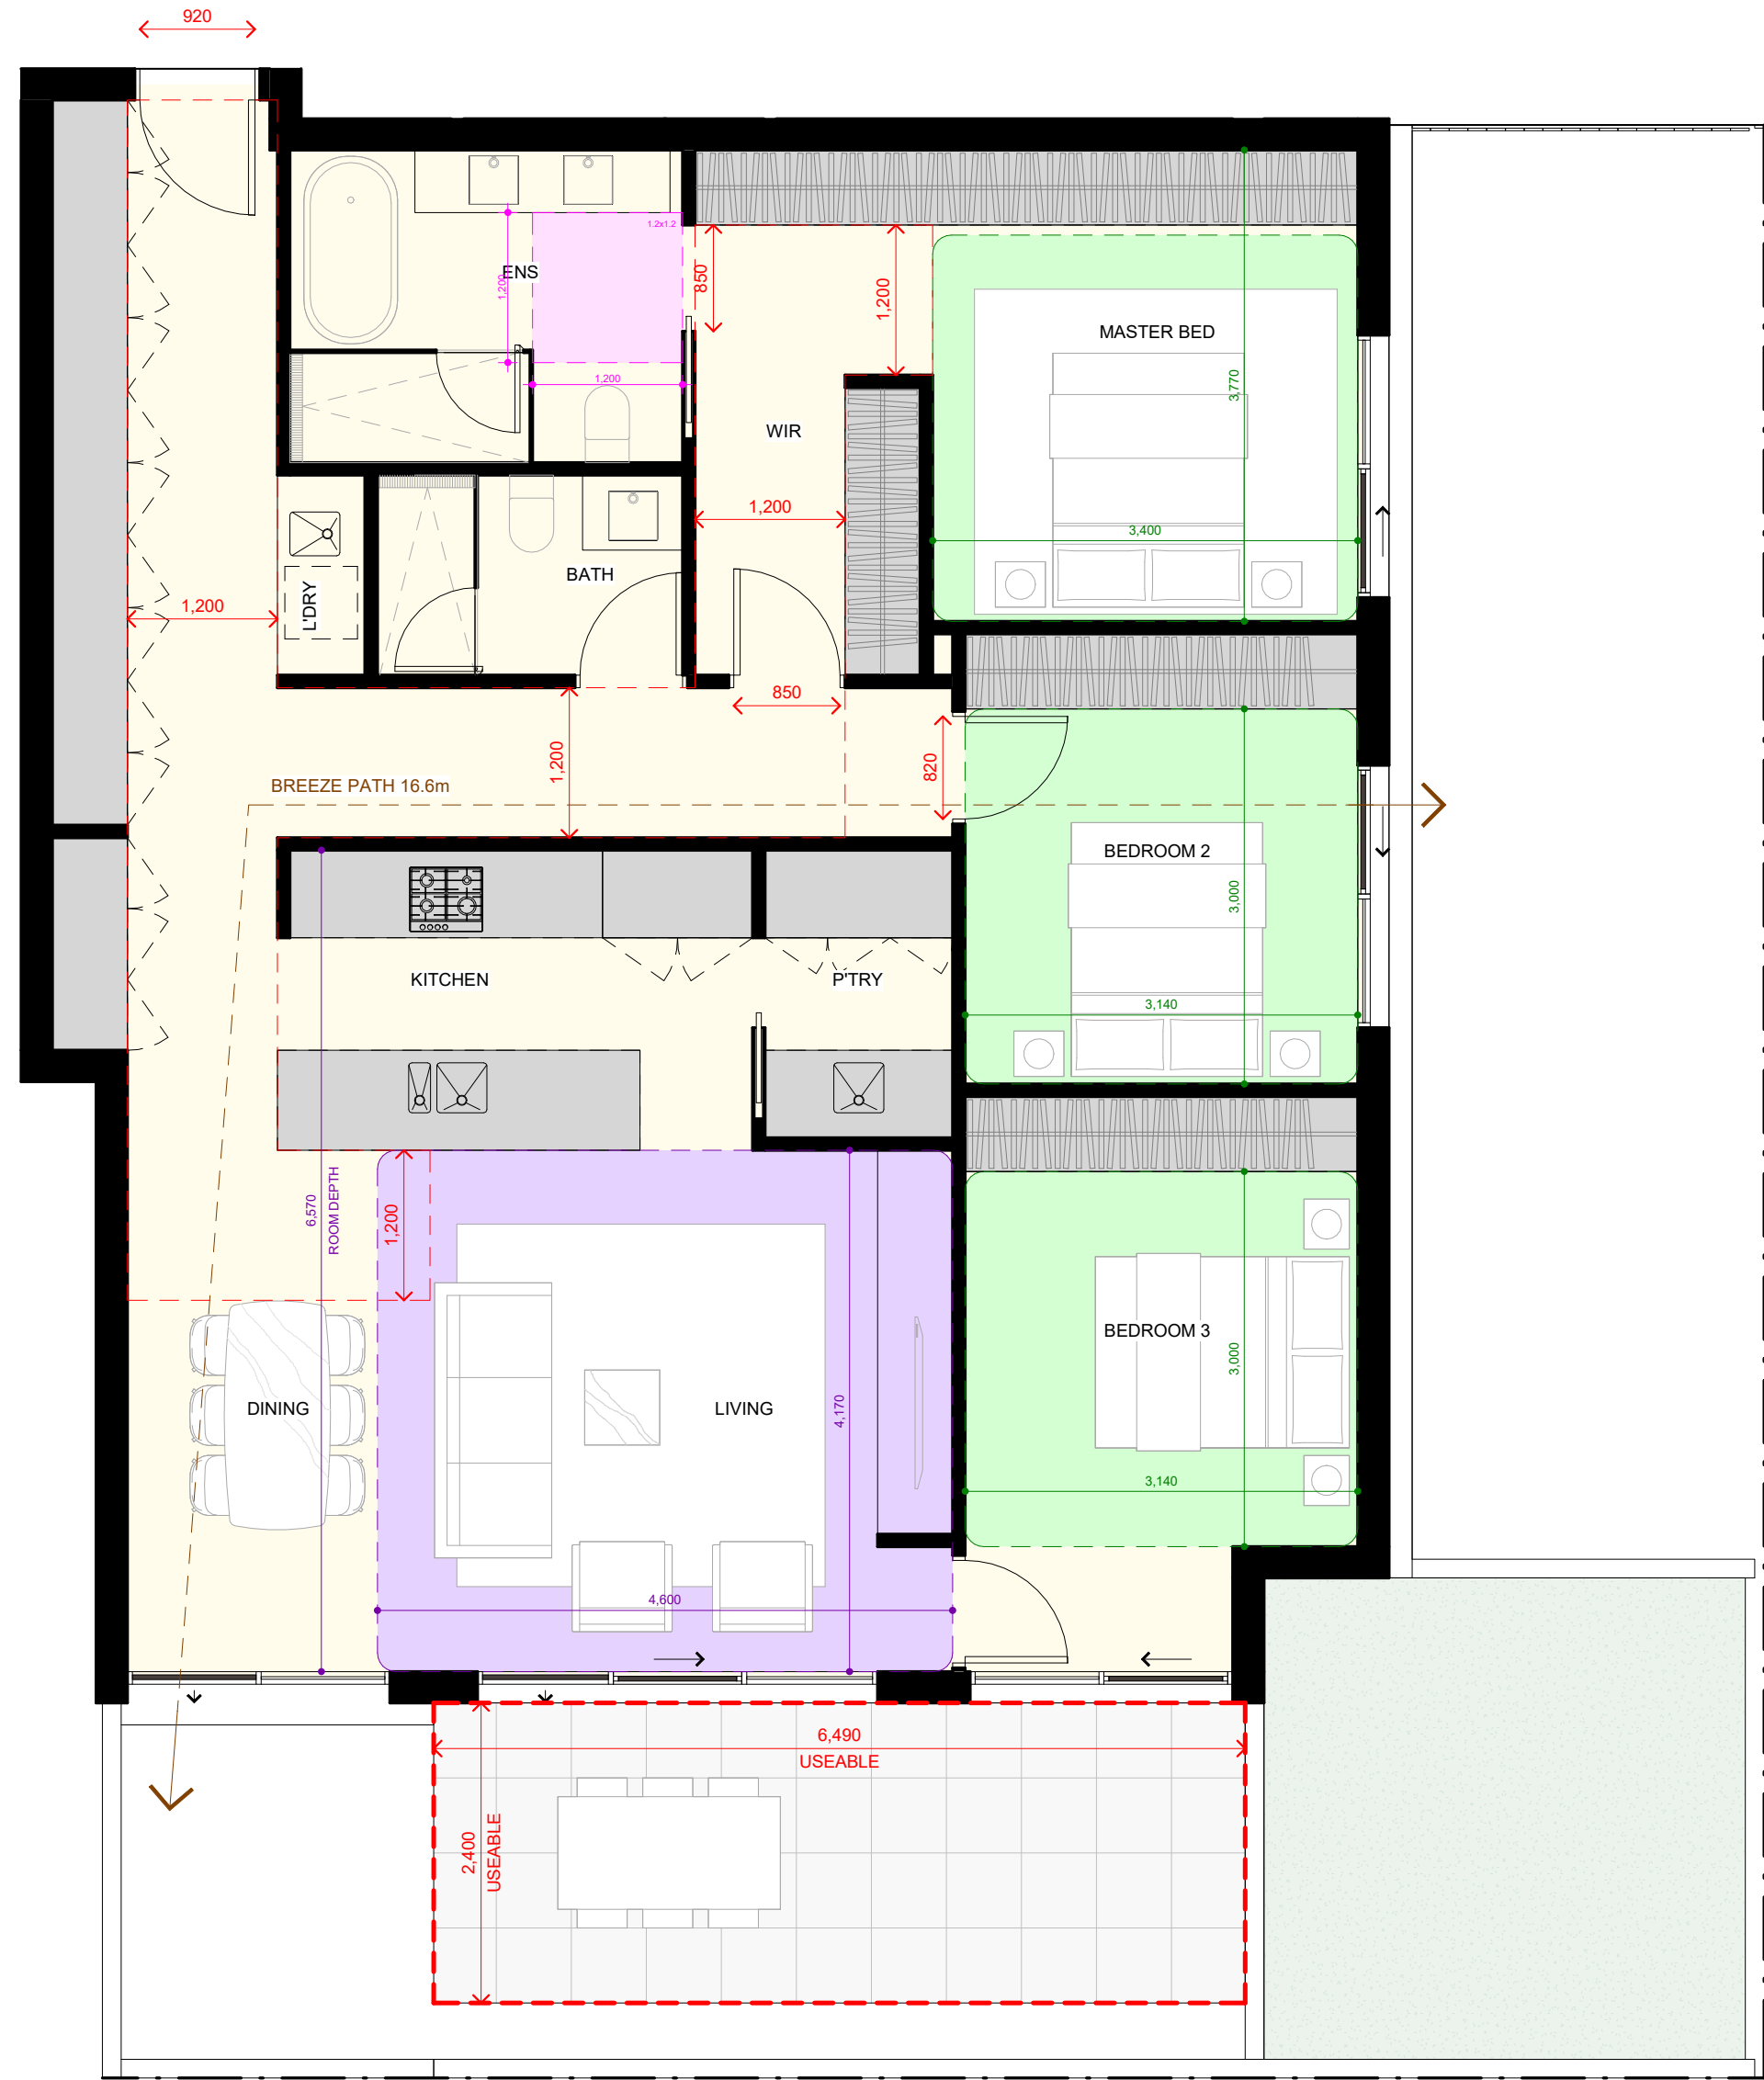 920
1.2x1.2
ENS
1,200
850
1,200
MASTER BED
3,770
1,200
WIR
1,200
3,400
BATH
L'DRY
1,200
850
1,200
820
BREEZE PATH 16.6m
BEDROOM 2
3,000
KITCHEN
P'TRY
3,140
6,570
ROOM DEPTH
1,200
BEDROOM 3
3,000
DINING
LIVING
4,170
3,140
4,600
6,490
USEABLE
2,400
USEABLE